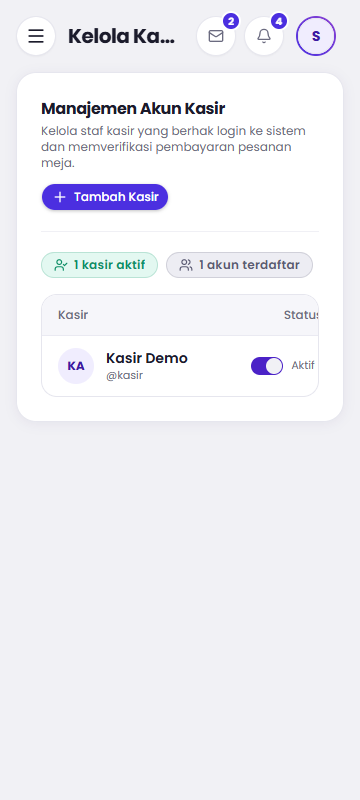 Kelola Ka...
2
4
S
Manajemen Akun Kasir
Kelola staf kasir yang berhak login ke sistem
dan memverifikasi pembayaran pesanan
meja.
Tambah Kasir
1 kasir aktif
1 akun terdaftar
Kasir
Status
KA
Kasir Demo
@kasir
Aktif